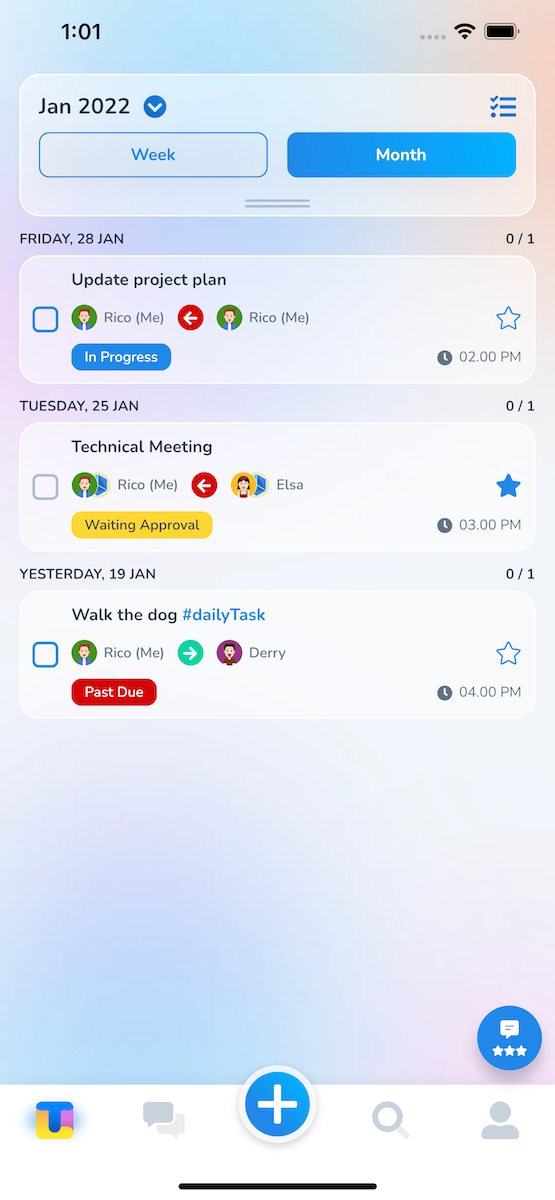 1:01
Jan 2022
Week
Month
FRIDAY, 28 JAN 0 / 1
Update project plan
Rico (Me) Rico (Me)
In Progress 02.00 PM
TUESDAY, 25 JAN 0 / 1
Technical Meeting
Rico (Me) Elsa
Waiting Approval 03.00 PM
YESTERDAY, 19 JAN 0 / 1
Walk the dog #dailyTask
Rico (Me) Derry
Past Due 04.00 PM